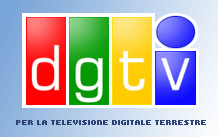 dgtv
PER LA TELEVISIONE DIGITALE TERRESTRE